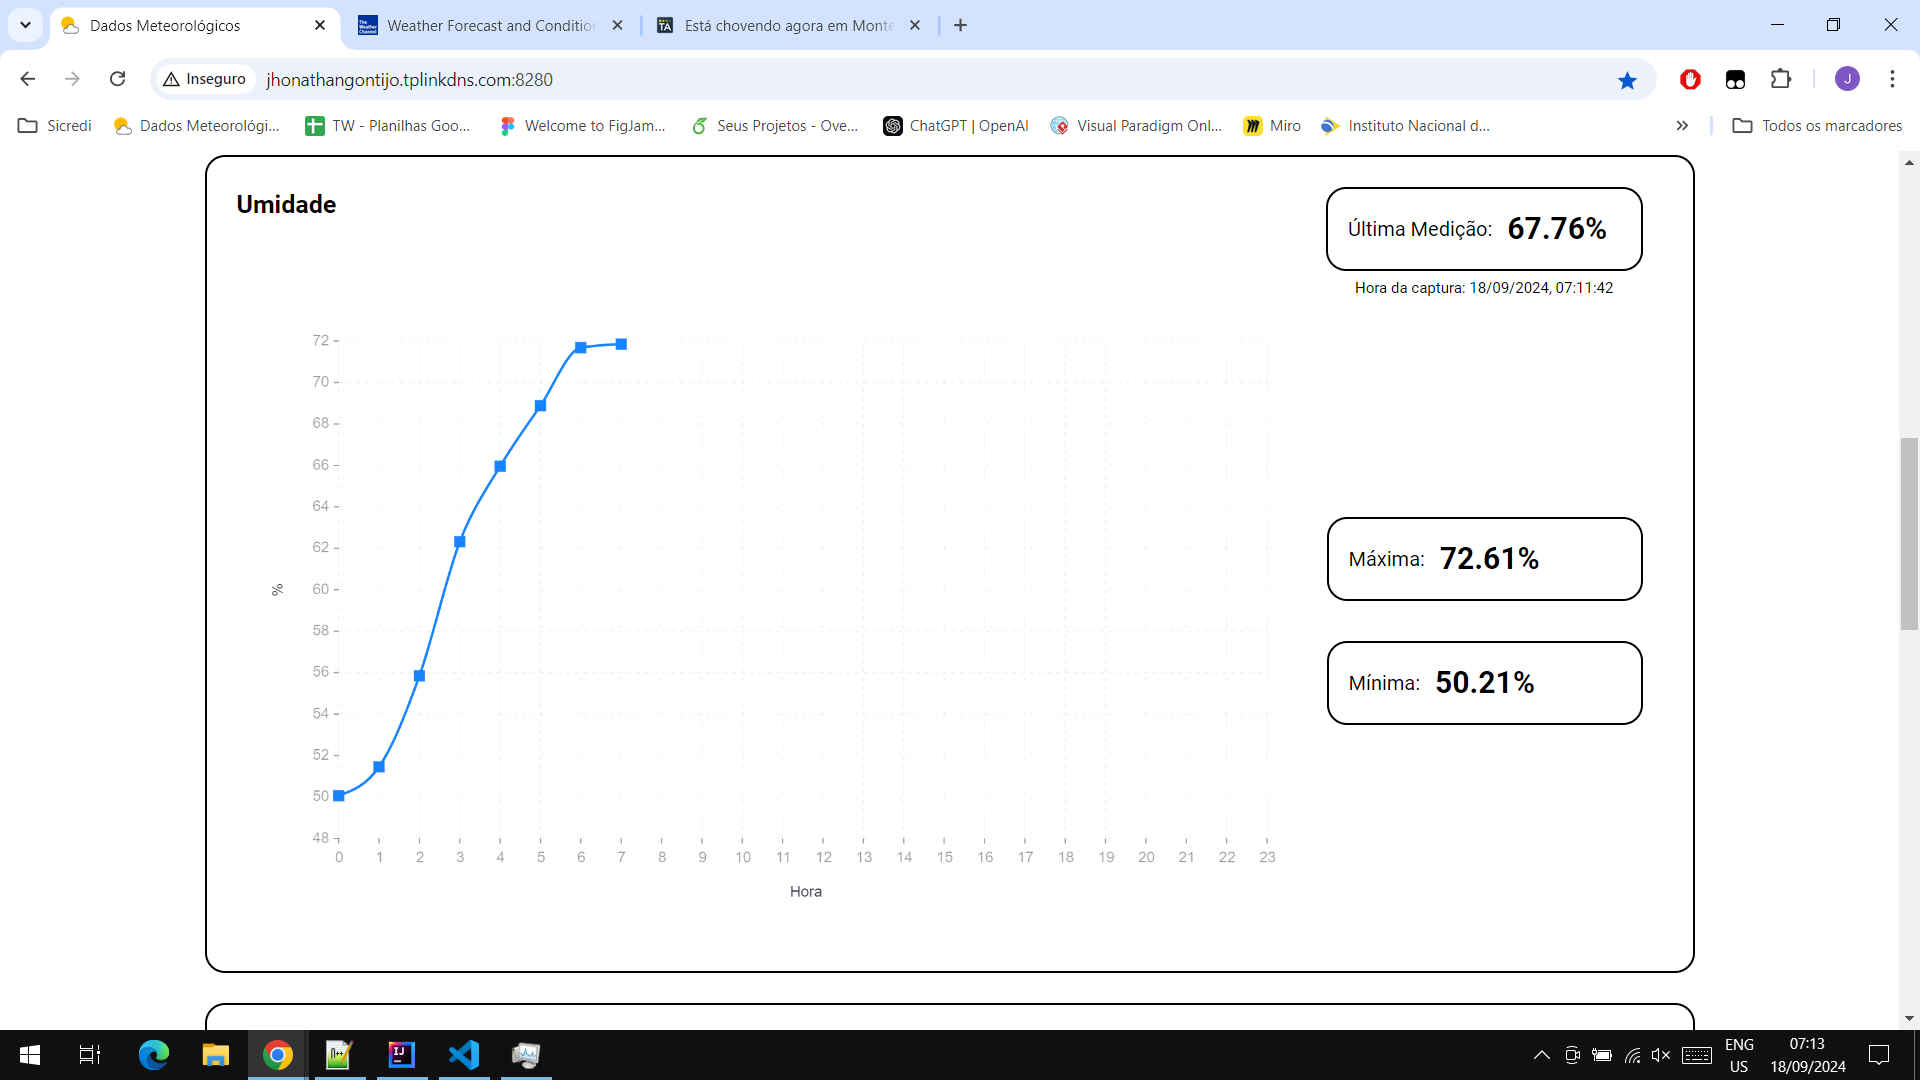 Dados Meteorológicos
Weather Forecast and Conditio
Está chovendo agora em Monte
Inseguro
jhonathangontijo.tplinkdns.com:8280
J
Sicredi
Dados Meteorológi...
TW - Planilhas Goo...
Welcome to FigJam...
Seus Projetos - Ove...
ChatGPT | OpenAI
Visual Paradigm Onl...
Miro
Instituto Nacional d...
Todos os marcadores
Umidade
Última Medição: 67.76%
Hora da captura: 18/09/2024, 07:11:42
72
70
68
66
64
62
60
58
56
54
52
50
48
%
0 1 2 3 4 5 6 7 8 9 10 11 12 13 14 15 16 17 18 19 20 21 22 23
Hora
Máxima: 72.61%
Mínima: 50.21%
ENG
US
07:13
18/09/2024